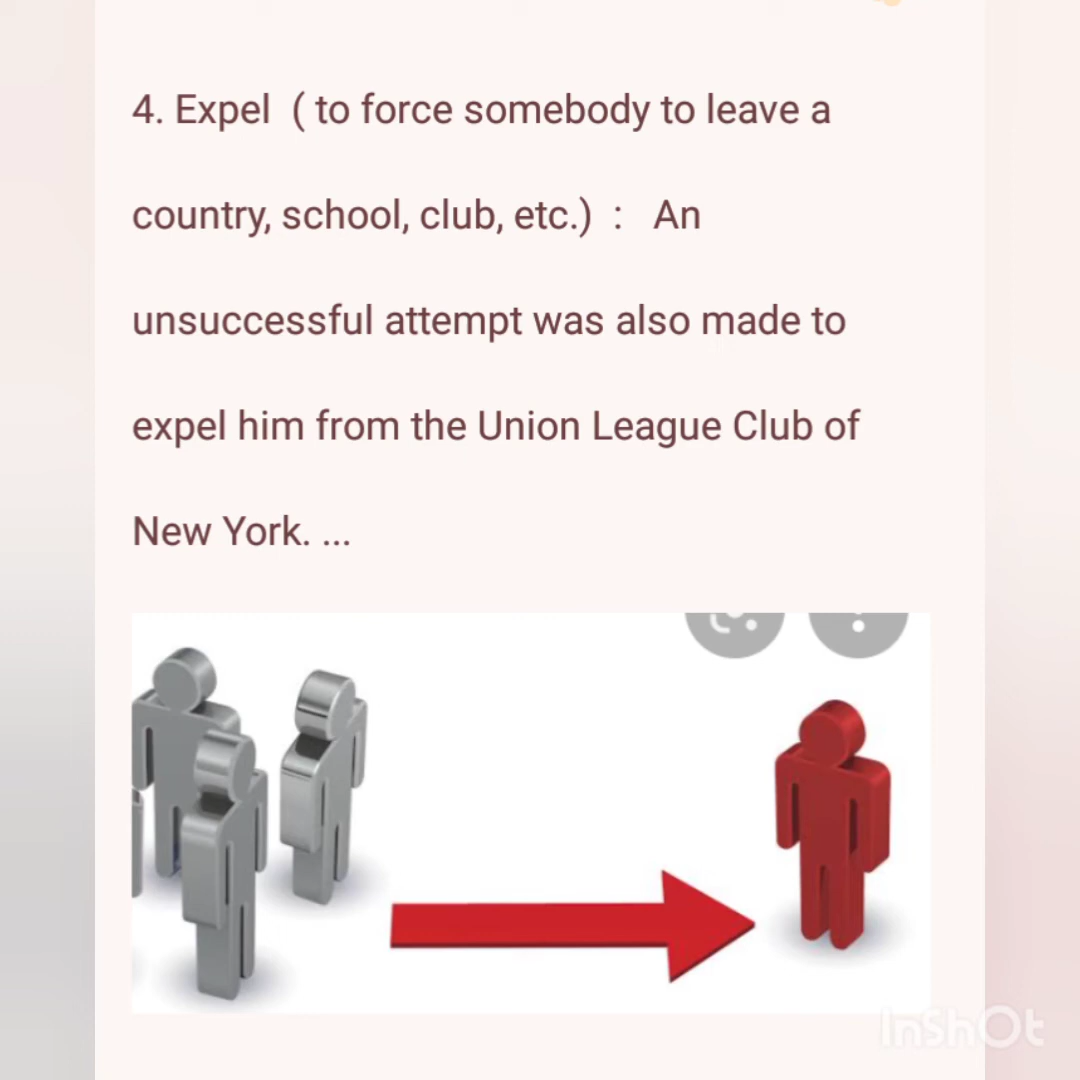 4. Expel ( to force somebody to leave a
country, school, club, etc.) : An
unsuccessful attempt was also made to
expel him from the Union League Club of
New York. ...
InShOt